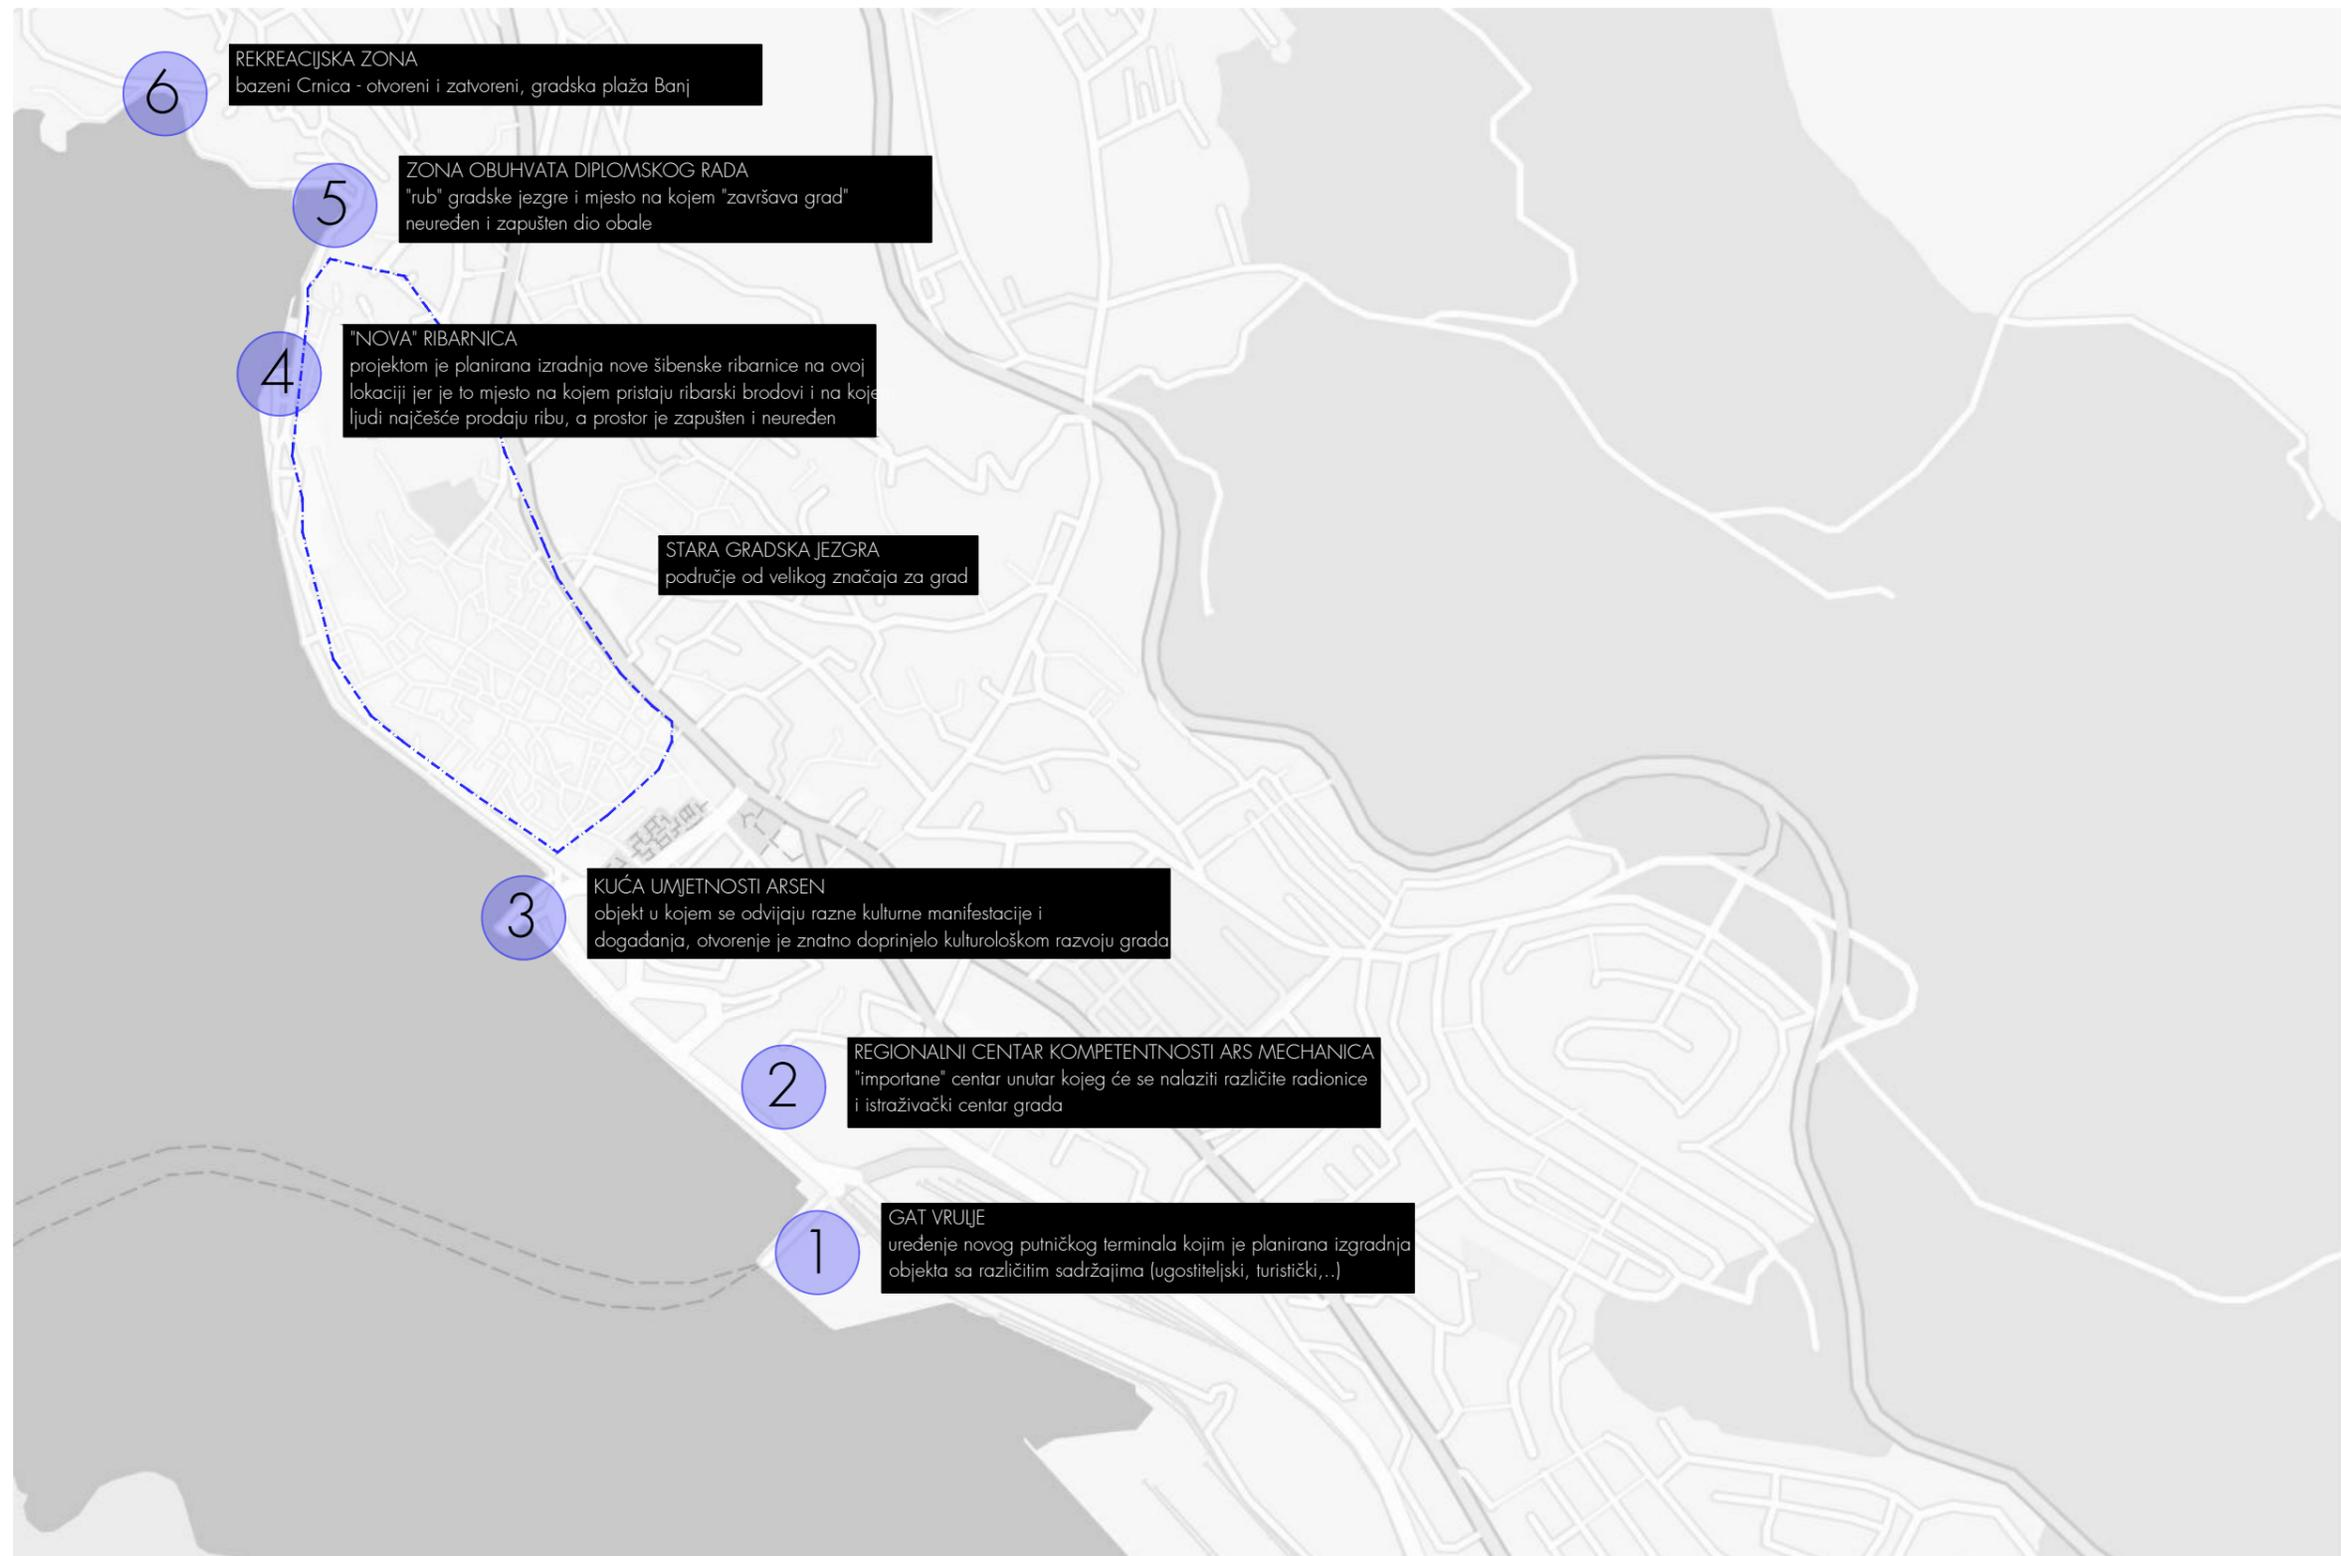 6
REKREACIJSKA ZONA
bazeni Crnica - otvoreni i zatvoreni, gradska plaža Banj
5
ZONA OBUHVATA DIPLOMSKOG RADA
"rub" gradske jezgre i mjesto na kojem "završava grad"
neuređen i zapušten dio obale
4
"NOVA" RIBARNICA
projektom je planirana izradnja nove šibenske ribarnice na ovoj
lokaciji jer je to mjesto na kojem pristaju ribarski brodovi i na koje
ljudi najčešće prodaju ribu, a prostor je zapušten i neuređen
STARA GRADSKA JEZGRA
područje od velikog značaja za grad
3
KUĆA UMJETNOSTI ARSEN
objekt u kojem se odvijaju razne kulturne manifestacije i
događanja, otvorenje je znatno doprinjelo kulturološkom razvoju grada
2
REGIONALNI CENTAR KOMPETENTNOSTI ARS MECHANICA
"importane" centar unutar kojeg će se nalaziti različite radionice
i istraživački centar grada
1
GAT VRULJE
uređenje novog putničkog terminala kojim je planirana izgradnja
objekta sa različitim sadržajima (ugostiteljski, turistički,..)